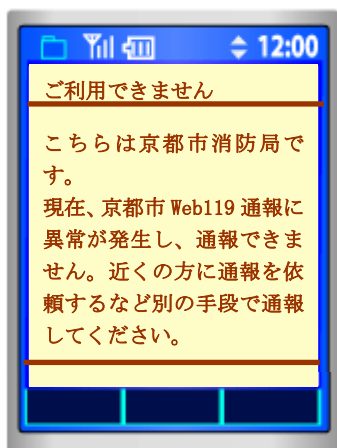 12:00
ご利用できません
こちらは京都市消防局で
す。
現在、京都市Web119通報に
異常が発生し、通報できま
せん。近くの方に通報を依
頼するなど別の手段で通報
してください。